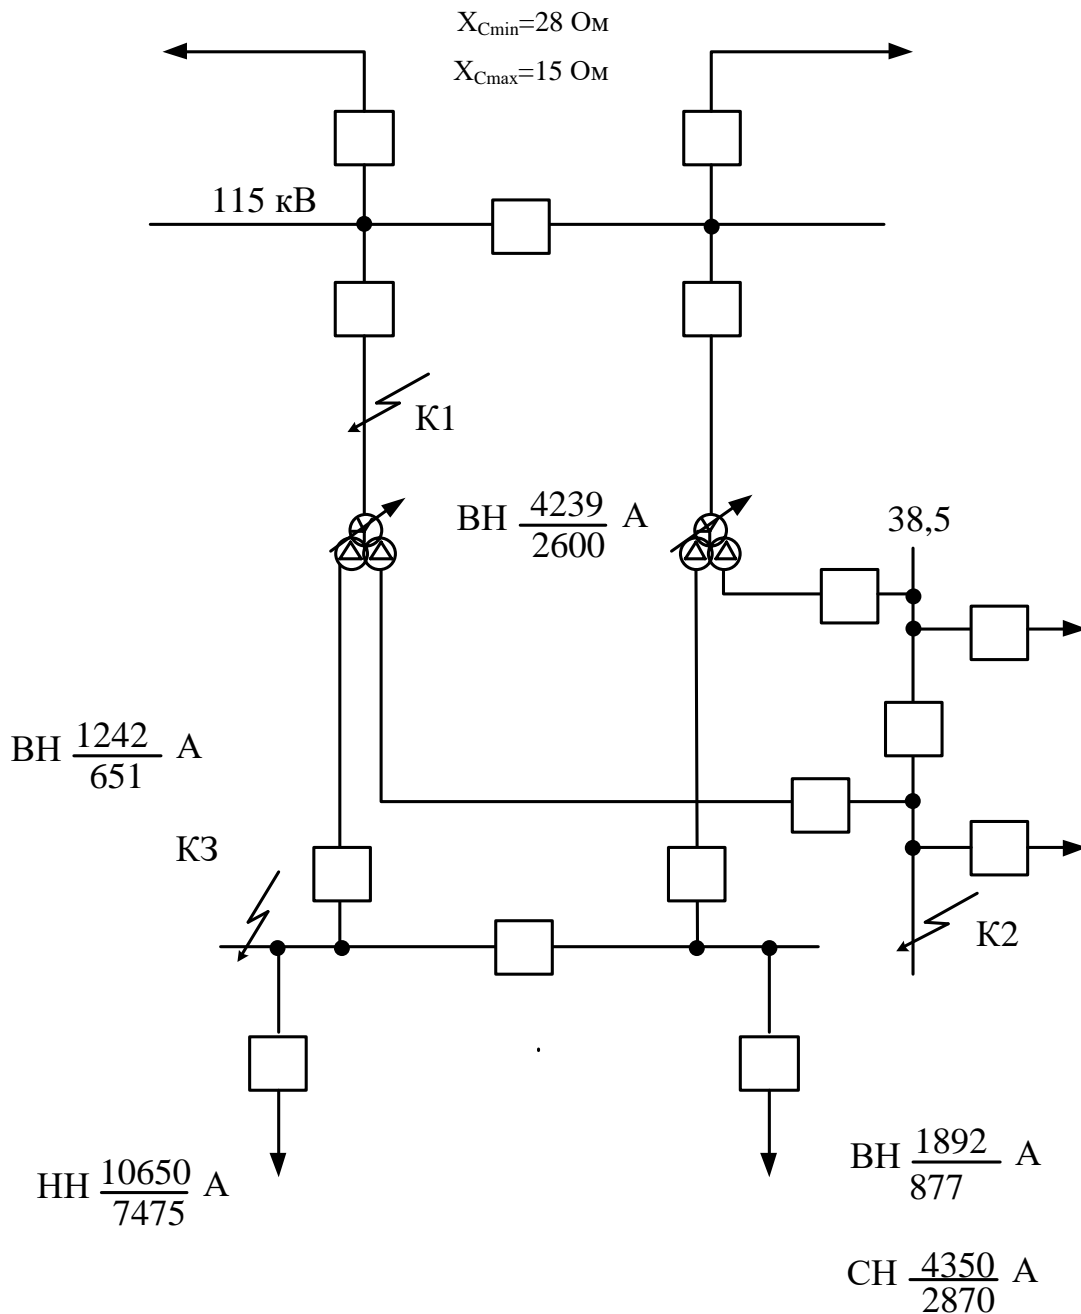 X_Cmin=28 Ом
X_Cmax=15 Ом
115 кВ
К1
ВН 4239/2600 А
38,5
ВН 1242/651 А
К3
К2
НН 10650/7475 А
ВН 1892/877 А
СН 4350/2870 А